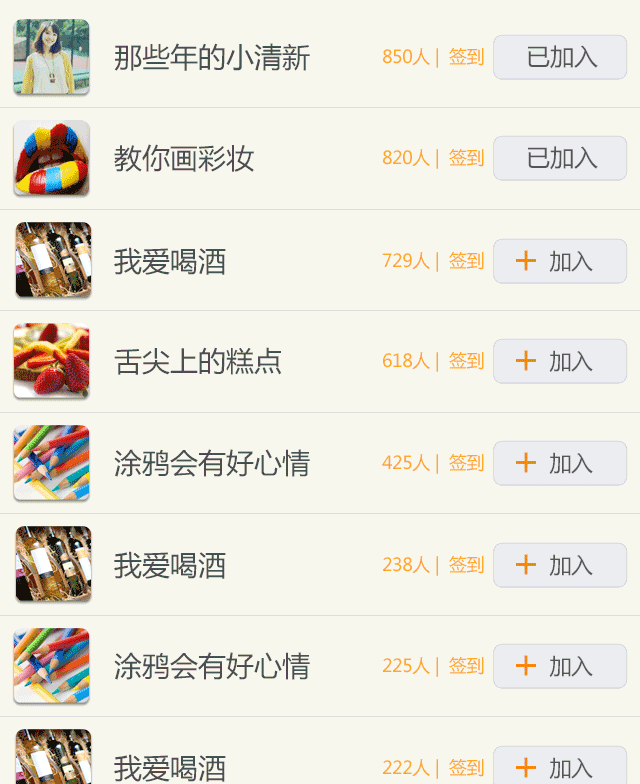 那些年的小清新 850人 | 签到 已加入
教你画彩妆 820人 | 签到 已加入
我爱喝酒 729人 | 签到 + 加入
舌尖上的糕点 618人 | 签到 + 加入
涂鸦会有好心情 425人 | 签到 + 加入
我爱喝酒 238人 | 签到 + 加入
涂鸦会有好心情 225人 | 签到 + 加入
我爱喝酒 222人 | 签到 + 加入